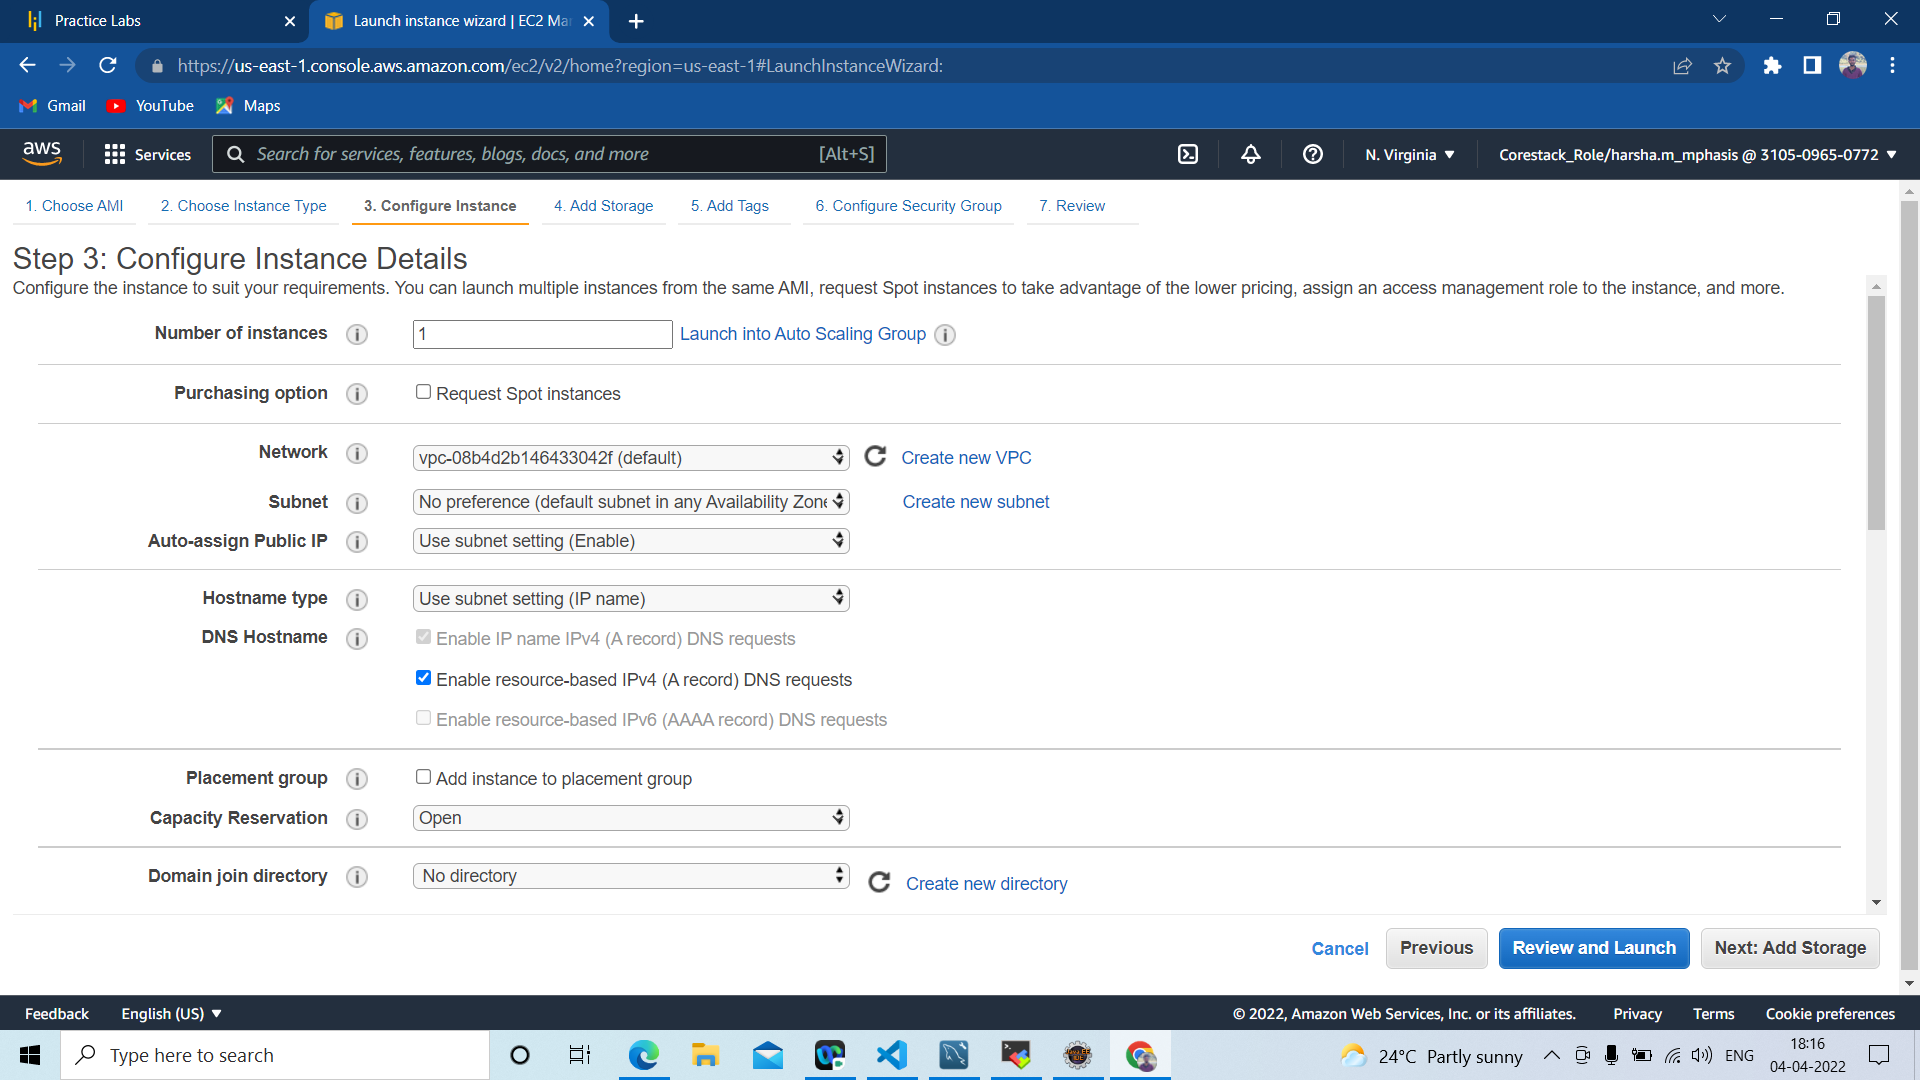 Practice Labs
Launch instance wizard | EC2 Ma
https://us-east-1.console.aws.amazon.com/ec2/v2/home?region=us-east-1#LaunchInstanceWizard:
Gmail YouTube Maps
aws Services Search for services, features, blogs, docs, and more [Alt+S] N. Virginia ▼ Corestack_Role/harsha.m_mphasis @ 3105-0965-0772 ▼
1. Choose AMI 2. Choose Instance Type 3. Configure Instance 4. Add Storage 5. Add Tags 6. Configure Security Group 7. Review
Step 3: Configure Instance Details
Configure the instance to suit your requirements. You can launch multiple instances from the same AMI, request Spot instances to take advantage of the lower pricing, assign an access management role to the instance, and more.
Number of instances i 1 Launch into Auto Scaling Group i
Purchasing option i Request Spot instances
Network i vpc-08b4d2b146433042f (default) Create new VPC
Subnet i No preference (default subnet in any Availability Zone Create new subnet
Auto-assign Public IP i Use subnet setting (Enable)
Hostname type i Use subnet setting (IP name)
DNS Hostname i Enable IP name IPv4 (A record) DNS requests
Enable resource-based IPv4 (A record) DNS requests
Enable resource-based IPv6 (AAAA record) DNS requests
Placement group i Add instance to placement group
Capacity Reservation i Open
Domain join directory i No directory Create new directory
Cancel Previous Review and Launch Next: Add Storage
Feedback English (US) ▼ © 2022, Amazon Web Services, Inc. or its affiliates. Privacy Terms Cookie preferences
Type here to search 24°C Partly sunny ENG 18:16
04-04-2022